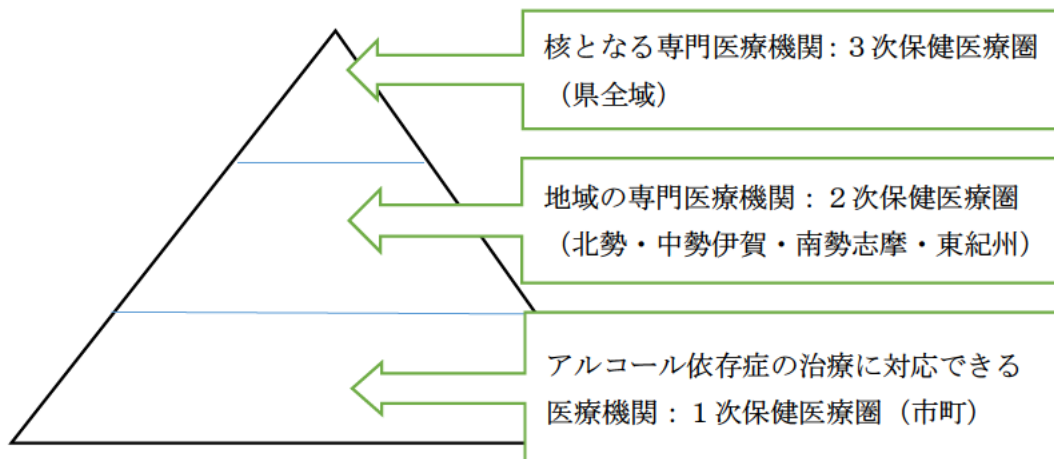 核となる専門医療機関：３次保健医療圏
（県全域）
地域の専門医療機関：２次保健医療圏
（北勢・中勢伊賀・南勢志摩・東紀州）
アルコール依存症の治療に対応できる
医療機関：１次保健医療圏（市町）